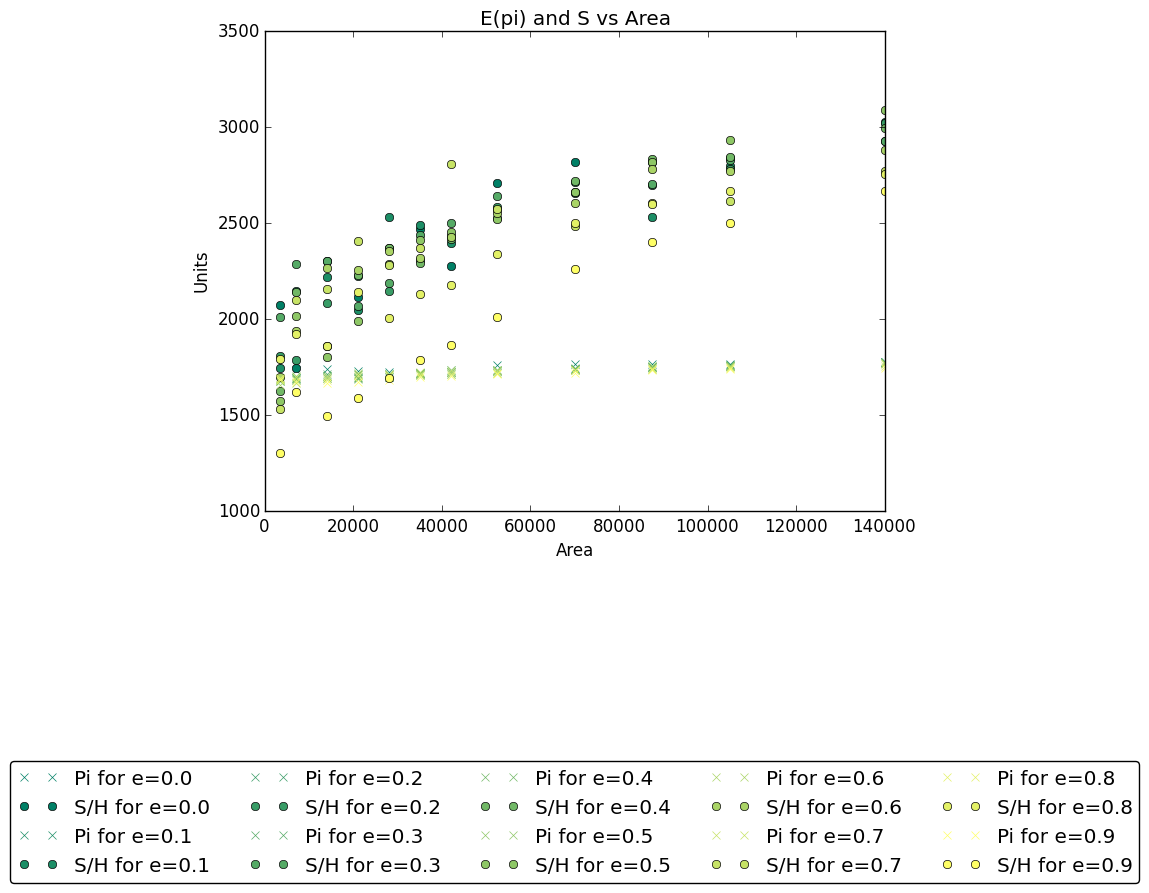 E(pi) and S vs Area
3500
3000
2500
2000
1500
1000
Units
0 20000 40000 60000 80000 100000 120000 140000
Area
Pi for e=0.0 Pi for e=0.2 Pi for e=0.4 Pi for e=0.6 Pi for e=0.8
S/H for e=0.0 S/H for e=0.2 S/H for e=0.4 S/H for e=0.6 S/H for e=0.8
Pi for e=0.1 Pi for e=0.3 Pi for e=0.5 Pi for e=0.7 Pi for e=0.9
S/H for e=0.1 S/H for e=0.3 S/H for e=0.5 S/H for e=0.7 S/H for e=0.9